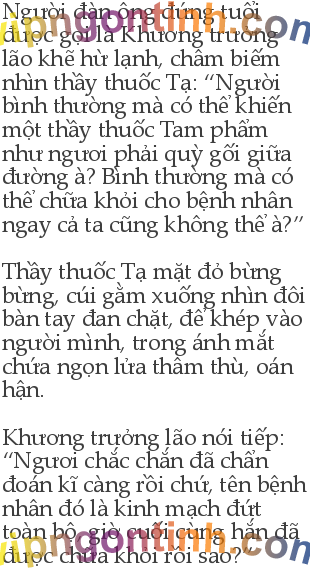 Người đàn ông đứng tuổi
được gọi là Khương trưởng
lão khẽ hừ lạnh, châm biếm
nhìn thầy thuốc Tạ: “Người
bình thường mà có thể khiến
một thầy thuốc Tam phẩm
như ngươi phải quỳ gối giữa
đường à? Bình thường mà có
thể chữa khỏi cho bệnh nhân
ngay cả ta cũng không thể à?”
Thầy thuốc Tạ mặt đỏ bừng
bừng, cúi gằm xuống nhìn đôi
bàn tay đan chặt, để khép vào
người mình, trong ánh mắt
chứa ngọn lửa thâm thù, oán
hận.
Khương trưởng lão nói tiếp:
“Ngươi chắc chắn đã chẩn
đoán kĩ càng rồi chứ, tên bệnh
nhân đó là kinh mạch đứt
toàn bộ, giờ cuối cùng hắn đã
được chữa khỏi rồi sao?”
vipngontinh.com
vipngontinh.com